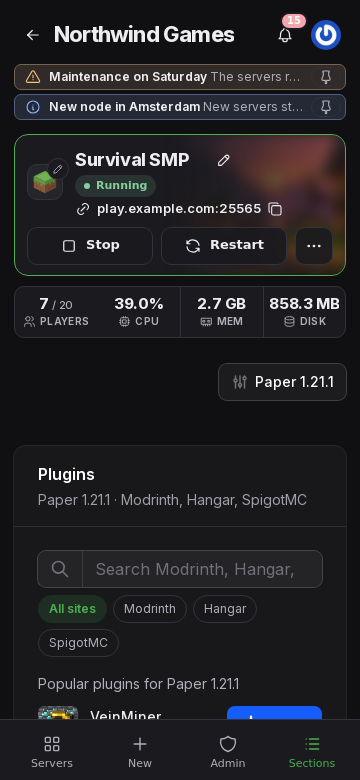 Northwind Games
15
Maintenance on Saturday The servers r...
New node in Amsterdam New servers st...
Survival SMP
Running
play.example.com:25565
Stop
Restart
7 / 20
PLAYERS
39.0%
CPU
2.7 GB
MEM
858.3 MB
DISK
Paper 1.21.1
Plugins
Paper 1.21.1 · Modrinth, Hangar, SpigotMC
Search Modrinth, Hangar,
All sites
Modrinth
Hangar
SpigotMC
Popular plugins for Paper 1.21.1
VeinMiner
Servers
New
Admin
Sections